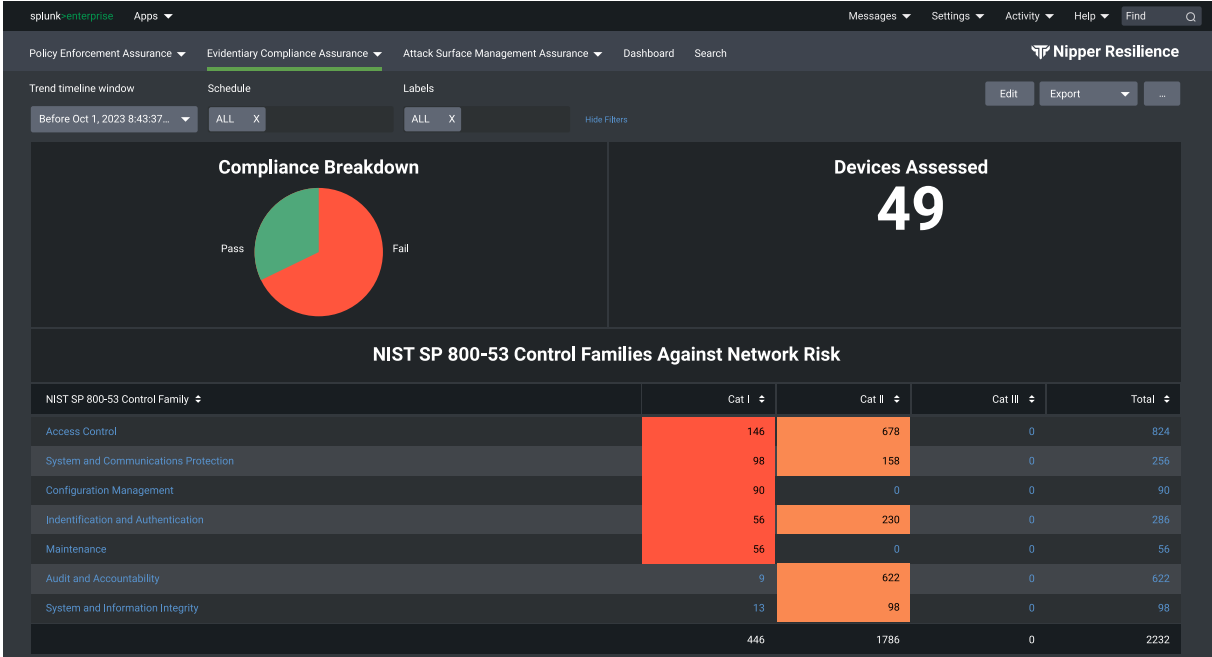 splunk>enterprise Apps Messages Settings Activity Help Find
Policy Enforcement Assurance Evidentiary Compliance Assurance Attack Surface Management Assurance Dashboard Search Nipper Resilience
Trend timeline window Schedule Labels
Edit Export ...
Before Oct 1, 2023 8:43:37... ALL X ALL X Hide Filters
Compliance Breakdown
Pass Fail
Devices Assessed
49
NIST SP 800-53 Control Families Against Network Risk
NIST SP 800-53 Control Family Cat I Cat II Cat III Total
Access Control 146 678 0 824
System and Communications Protection 98 158 0 256
Configuration Management 90 0 0 90
Indentification and Authentication 56 230 0 286
Maintenance 56 0 0 56
Audit and Accountability 9 622 0 622
System and Information Integrity 13 98 0 98
446 1786 0 2232